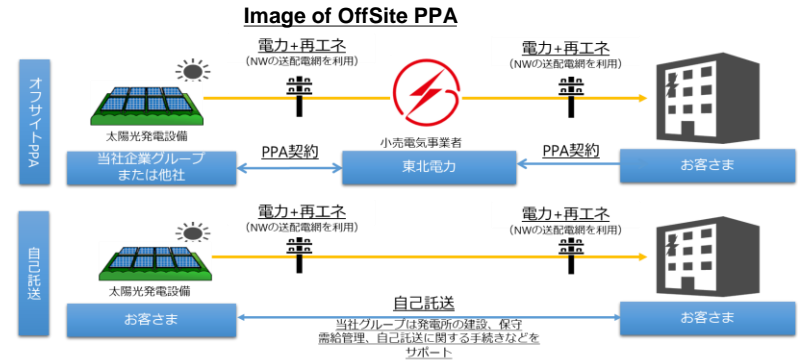 Image of OffSite PPA
オフサイトPPA
電力+再エネ
（NWの送配電網を利用）
電力+再エネ
（NWの送配電網を利用）
太陽光発電設備
小売電気事業者
当社企業グループ
または他社
PPA契約
東北電力
PPA契約
お客さま
自己託送
電力+再エネ
（NWの送配電網を利用）
電力+再エネ
（NWの送配電網を利用）
太陽光発電設備
お客さま
自己託送
お客さま
当社グループは発電所の建設、保守
需給管理、自己託送に関する手続きなどを
サポート